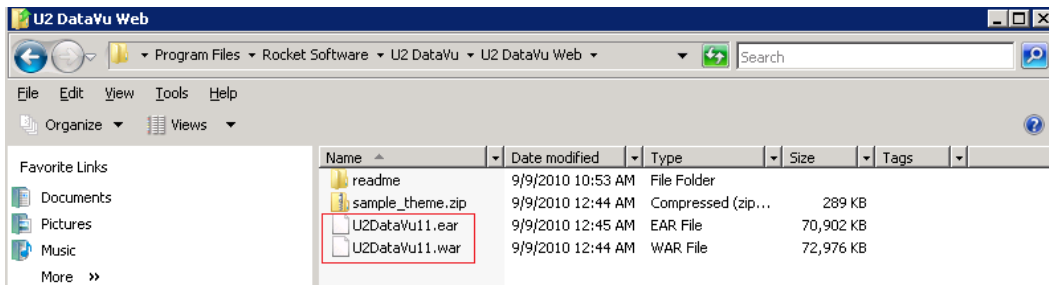 U2 DataVu Web
Program Files Rocket Software U2 DataVu U2 DataVu Web Search
File Edit View Tools Help
Organize Views
Favorite Links
Documents
Pictures
Music
More >>
Name Date modified Type Size Tags
readme 9/9/2010 10:53 AM File Folder
sample_theme.zip 9/9/2010 12:44 AM Compressed (zip... 289 KB
U2DataVu11.ear 9/9/2010 12:45 AM EAR File 70,902 KB
U2DataVu11.war 9/9/2010 12:44 AM WAR File 72,976 KB